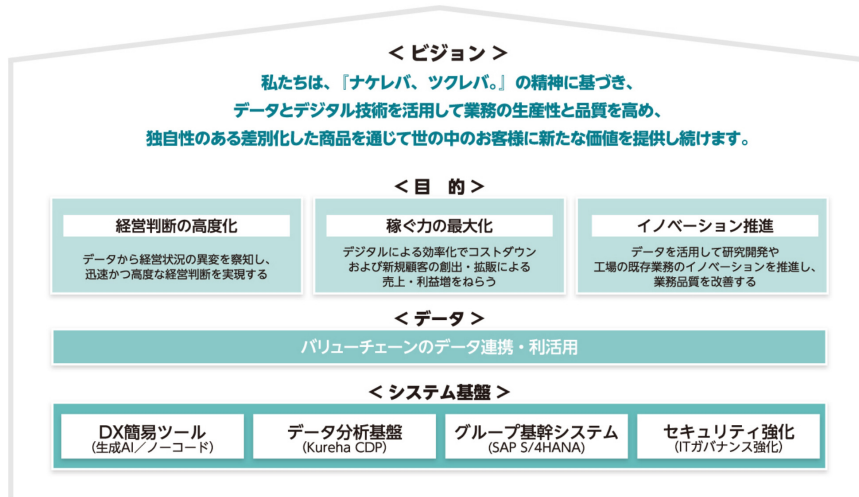 ＜ビジョン＞
私たちは、『ナケレバ、ツクレバ。』の精神に基づき、
データとデジタル技術を活用して業務の生産性と品質を高め、
独自性のある差別化した商品を通じて世の中のお客様に新たな価値を提供し続けます。
＜目　的＞
経営判断の高度化
データから経営状況の異変を察知し、
迅速かつ高度な経営判断を実現する
稼ぐ力の最大化
デジタルによる効率化でコストダウン
および新規顧客の創出・拡販による
売上・利益増をねらう
イノベーション推進
データを活用して研究開発や
工場の既存業務のイノベーションを推進し、
業務品質を改善する
＜データ＞
バリューチェーンのデータ連携・利活用
＜システム基盤＞
DX簡易ツール
(生成AI／ノーコード)
データ分析基盤
(Kureha CDP)
グループ基幹システム
(SAP S/4HANA)
セキュリティ強化
(ITガバナンス強化)